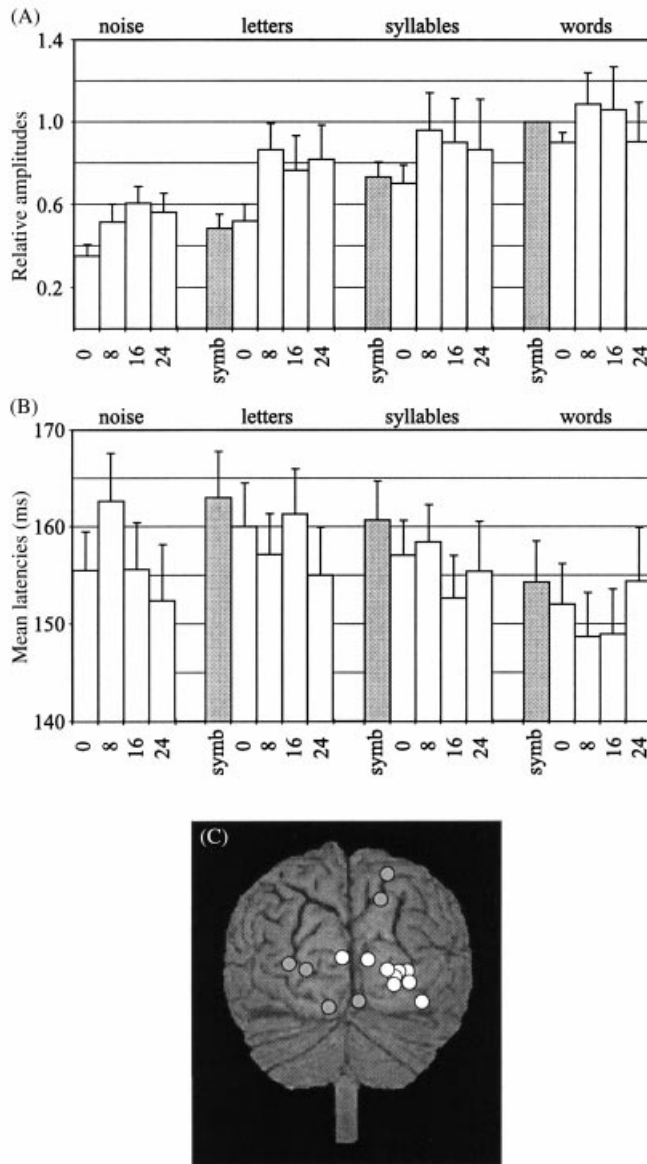 (A)
noise letters syllables words
1.4
1.0
0.6
0.2
Relative amplitudes
0 8 16 24 symb 0 8 16 24 symb 0 8 16 24 symb 0 8 16 24
(B)
noise letters syllables words
170
160
150
140
Mean latencies (ms)
0 8 16 24 symb 0 8 16 24 symb 0 8 16 24 symb 0 8 16 24
(C)